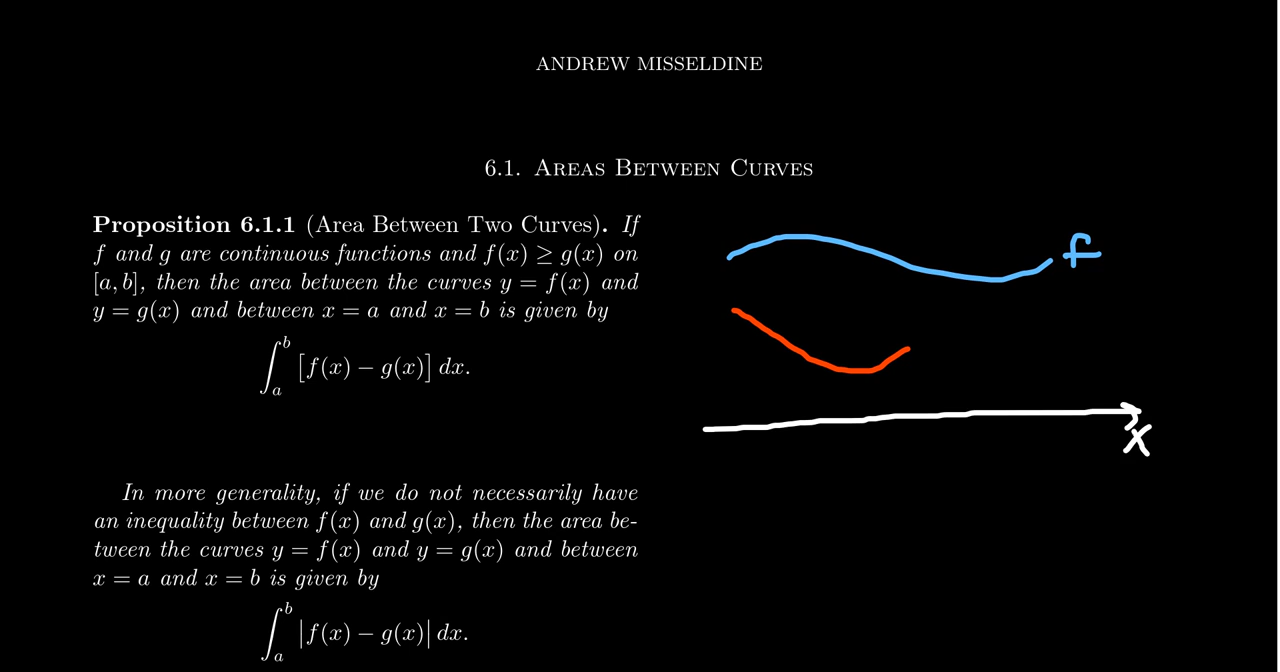 ANDREW MISSELDINE
6.1. AREAS BETWEEN CURVES
Proposition 6.1.1 (Area Between Two Curves). If
f and g are continuous functions and f(x) ≥ g(x) on
[a, b], then the area between the curves y = f(x) and
y = g(x) and between x = a and x = b is given by
∫_a^b [f(x) − g(x)] dx.
In more generality, if we do not necessarily have
an inequality between f(x) and g(x), then the area be-
tween the curves y = f(x) and y = g(x) and between
x = a and x = b is given by
∫_a^b |f(x) − g(x)| dx.
f
x